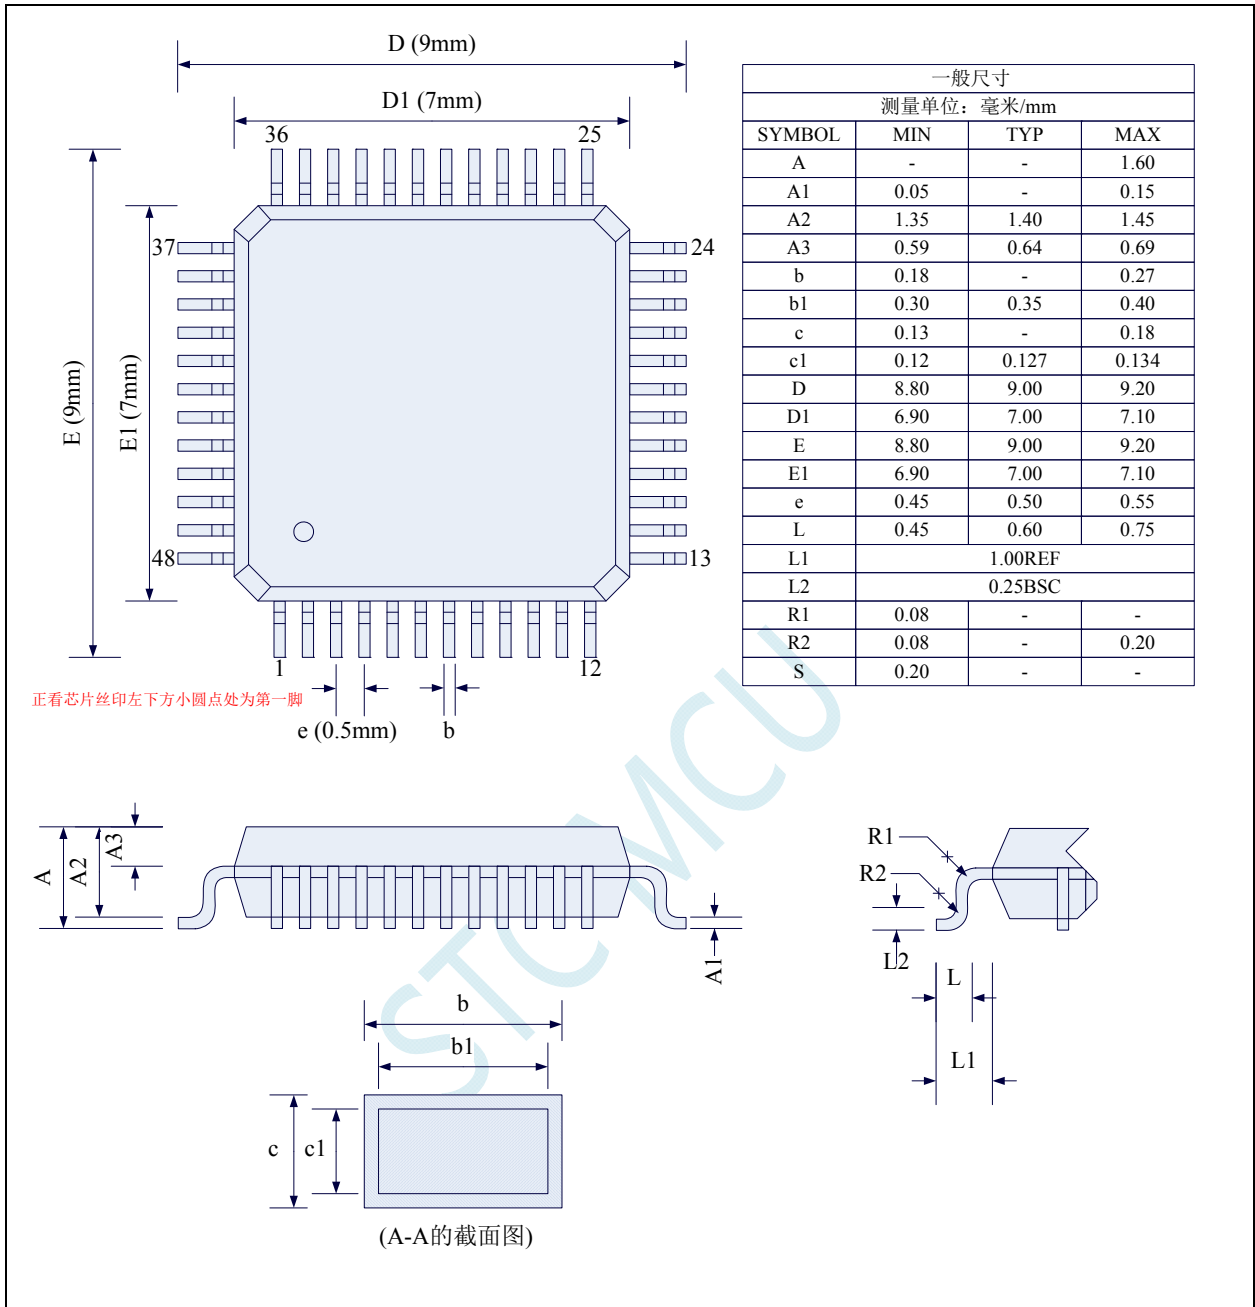 D (9mm)
D1 (7mm)
36 25
37 24
E (9mm)
E1 (7mm)
48 13
1 12
正看芯片丝印左下方小圆点处为第一脚
e (0.5mm) b
一般尺寸
测量单位：毫米/mm
SYMBOL MIN TYP MAX
A - - 1.60
A1 0.05 - 0.15
A2 1.35 1.40 1.45
A3 0.59 0.64 0.69
b 0.18 - 0.27
b1 0.30 0.35 0.40
c 0.13 - 0.18
c1 0.12 0.127 0.134
D 8.80 9.00 9.20
D1 6.90 7.00 7.10
E 8.80 9.00 9.20
E1 6.90 7.00 7.10
e 0.45 0.50 0.55
L 0.45 0.60 0.75
L1 1.00REF
L2 0.25BSC
R1 0.08 - -
R2 0.08 - 0.20
S 0.20 - -
STC MCU
A
A2
A3
A1
R1
R2
L2
L
L1
b
b1
c
c1
(A-A的截面图)